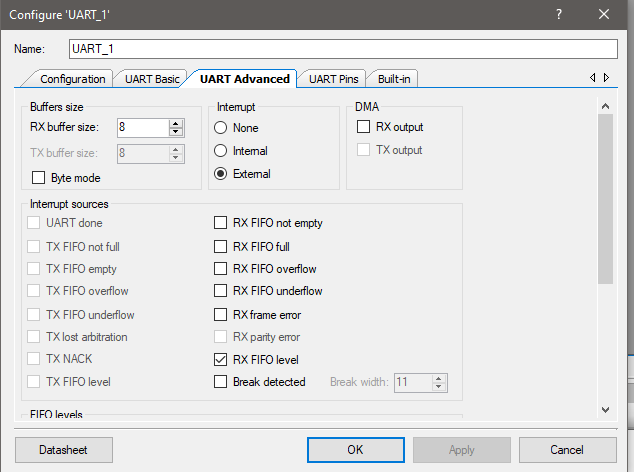 Configure 'UART_1'
? ×
Name: UART_1
Configuration UART Basic UART Advanced UART Pins Built-in
Buffers size Interrupt DMA
RX buffer size: 8 None RX output
TX buffer size: 8 Internal TX output
Byte mode External
Interrupt sources
UART done RX FIFO not empty
TX FIFO not full RX FIFO full
TX FIFO empty RX FIFO overflow
TX FIFO overflow RX FIFO underflow
TX FIFO underflow RX frame error
TX lost arbitration RX parity error
TX NACK RX FIFO level
TX FIFO level Break detected Break width: 11
FIFO levels
Datasheet OK Apply Cancel